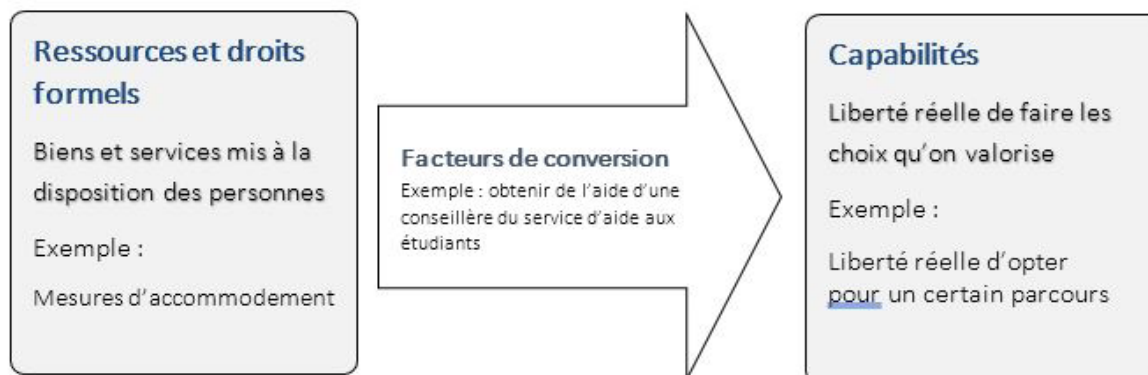 Ressources et droits
formels
Biens et services mis à la
disposition des personnes
Exemple :
Mesures d'accommodement
Facteurs de conversion
Exemple : obtenir de l'aide d'une
conseillère du service d'aide aux
étudiants
Capabilités
Liberté réelle de faire les
choix qu'on valorise
Exemple :
Liberté réelle d'opter
pour un certain parcours